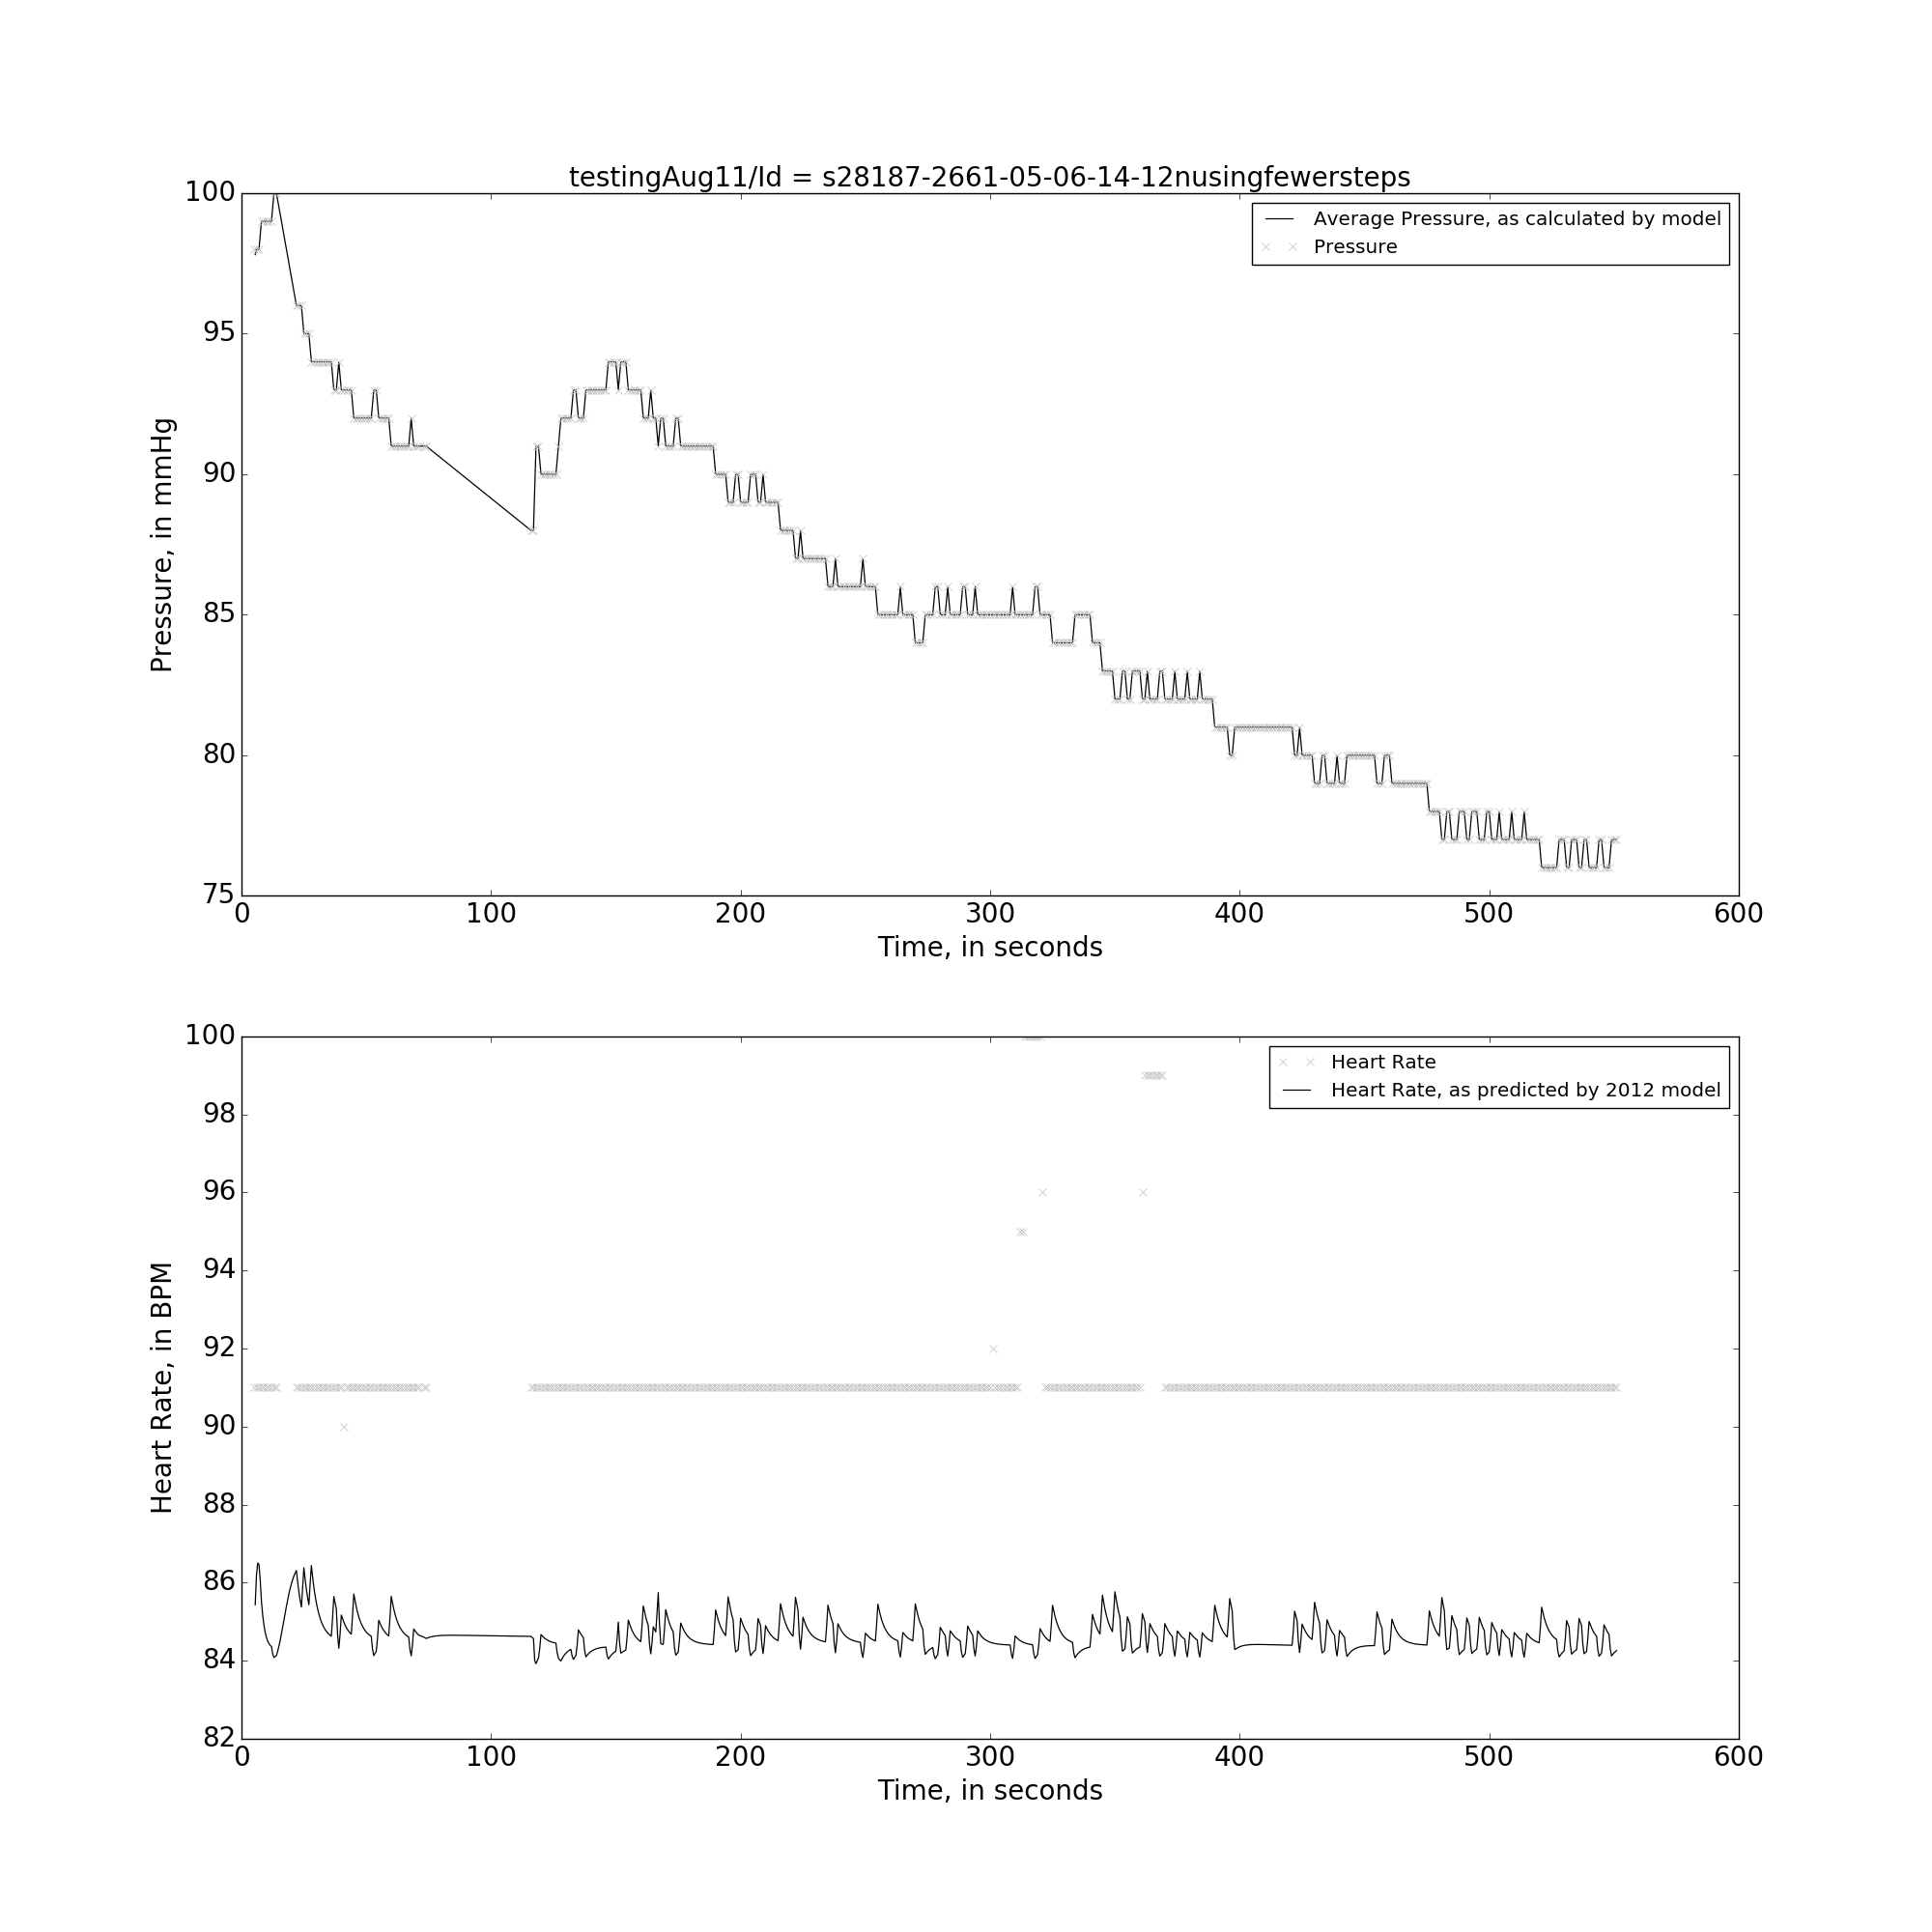 testingAug11/Id = s28187-2661-05-06-14-12nusingfewersteps
100
95
90
85
80
75
Pressure, in mmHg
Average Pressure, as calculated by model
Pressure
0 100 200 300 400 500 600
Time, in seconds
100
98
96
94
92
90
88
86
84
82
Heart Rate, in BPM
Heart Rate
Heart Rate, as predicted by 2012 model
0 100 200 300 400 500 600
Time, in seconds